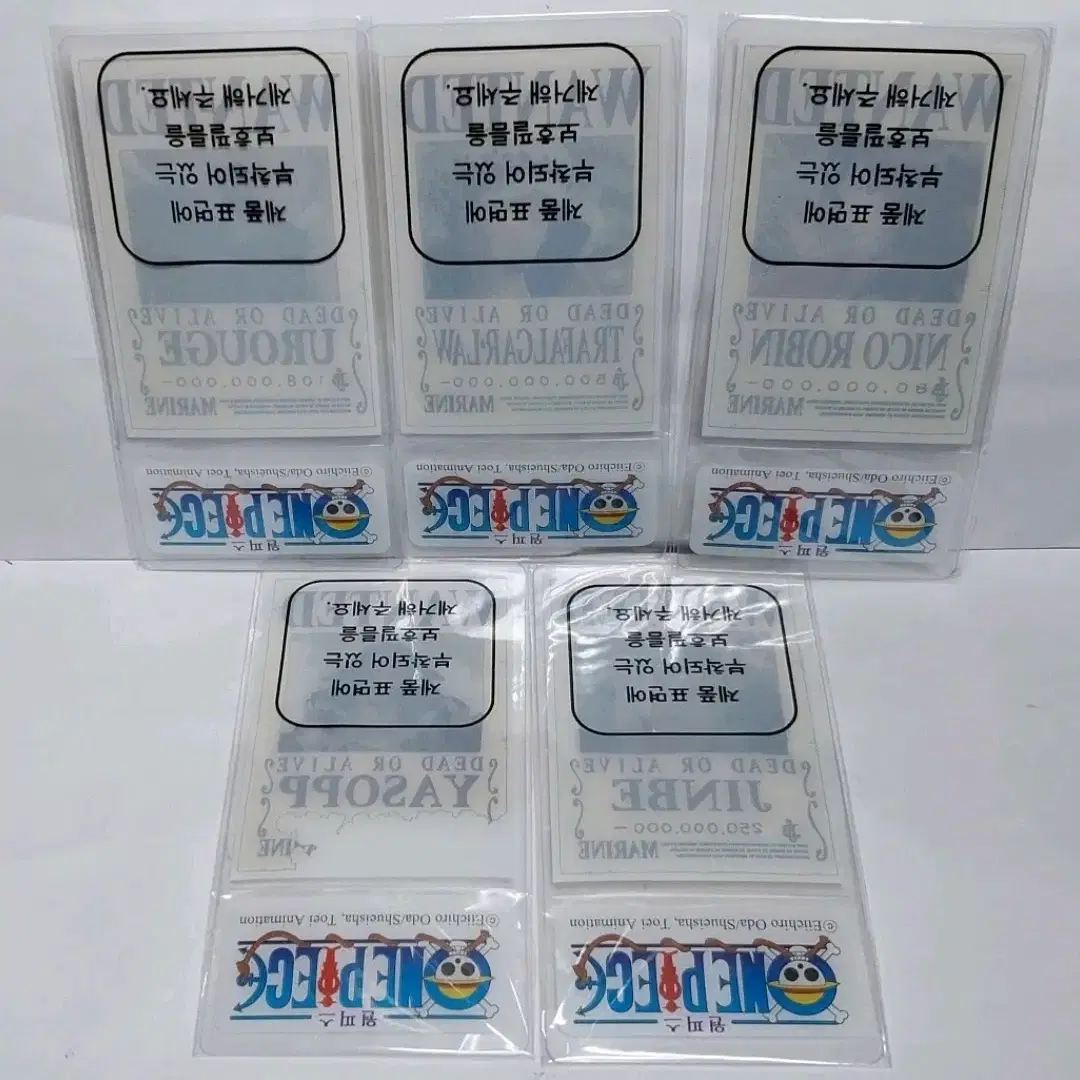 WANTED
제품 표면에
부착되어 있는
보호필름을
제거해 주세요.
DEAD OR ALIVE
UROUGE
108.000.000-
MARINE
©Eiichiro Oda/Shueisha, Toei Animation
ONE PIECE
원피스
WANTED
제품 표면에
부착되어 있는
보호필름을
제거해 주세요.
DEAD OR ALIVE
TRAFALGAR·LAW
500.000.000-
MARINE
©Eiichiro Oda/Shueisha, Toei Animation
ONE PIECE
원피스
WANTED
제품 표면에
부착되어 있는
보호필름을
제거해 주세요.
DEAD OR ALIVE
NICO ROBIN
80.000.000-
MARINE
©Eiichiro Oda/Shueisha, Toei Animation
ONE PIECE
원피스
WANTED
제품 표면에
부착되어 있는
보호필름을
제거해 주세요.
DEAD OR ALIVE
YASOPP
INE
©Eiichiro Oda/Shueisha, Toei Animation
ONE PIECE
원피스
WANTED
제품 표면에
부착되어 있는
보호필름을
제거해 주세요.
DEAD OR ALIVE
JINBE
250,000,000-
MARINE
©Eiichiro Oda/Shueisha, Toei Animation
ONE PIECE
원피스